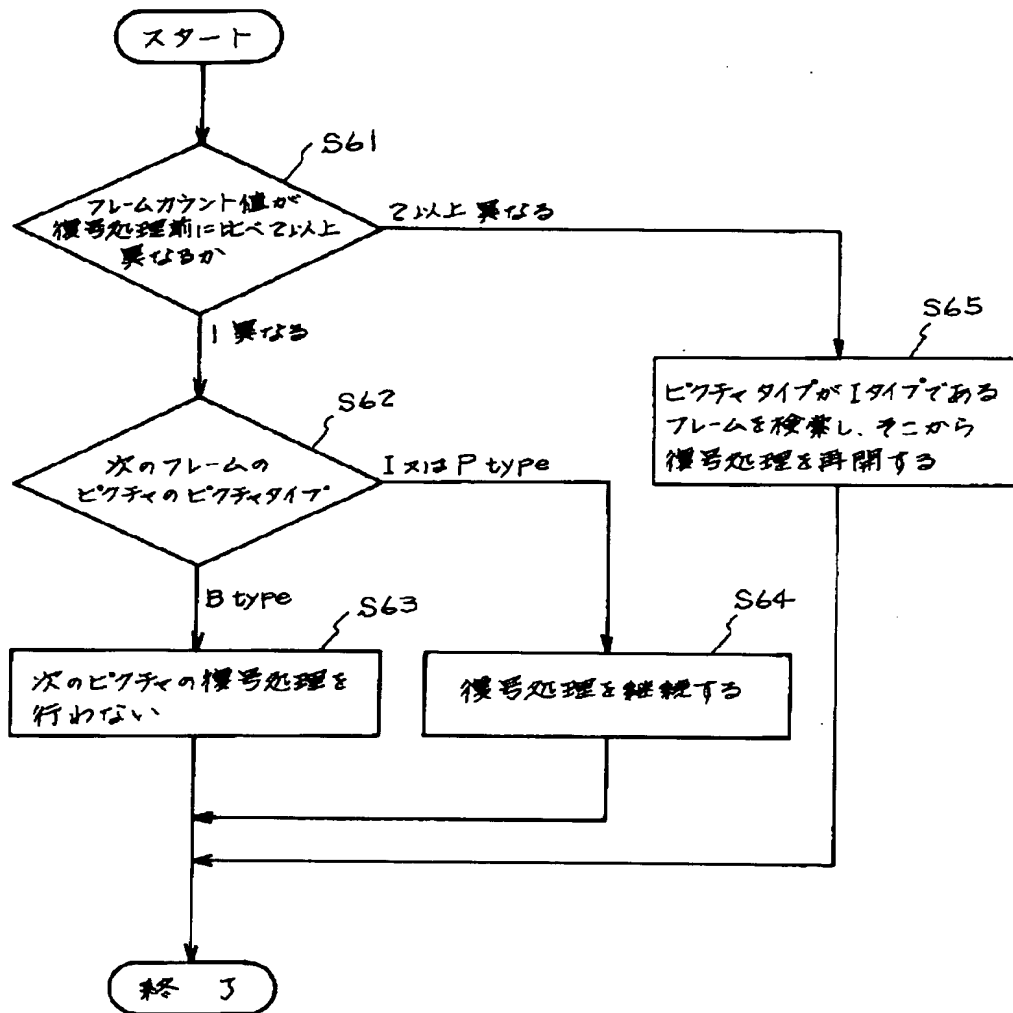 スタート
S61
フレームカウント値が
復号処理前に比べ2以上
異なるか
2以上 異なる
1 異なる
S65
ピクチャタイプがIタイプである
フレームを検索し、そこから
復号処理を再開する
S62
次のフレームの
ピクチャのピクチャタイプ
I又はP type
B type
S63
次のピクチャの復号処理を
行わない
S64
復号処理を継続する
終 了